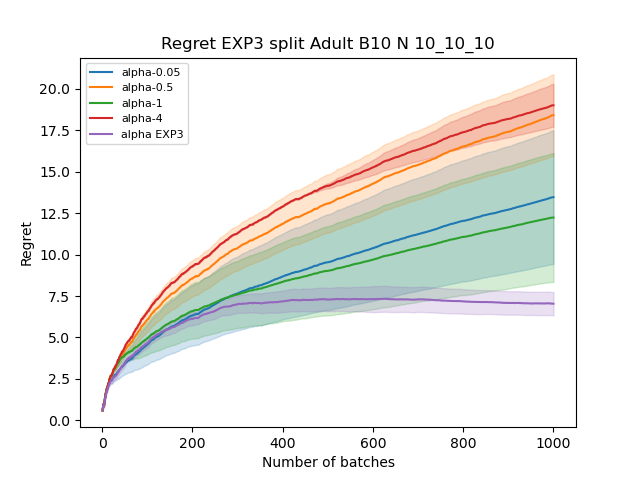 Regret EXP3 split Adult B10 N 10_10_10
alpha-0.05
alpha-0.5
alpha-1
alpha-4
alpha EXP3
20.0
17.5
15.0
12.5
10.0
7.5
5.0
2.5
0.0
Regret
0 200 400 600 800 1000
Number of batches